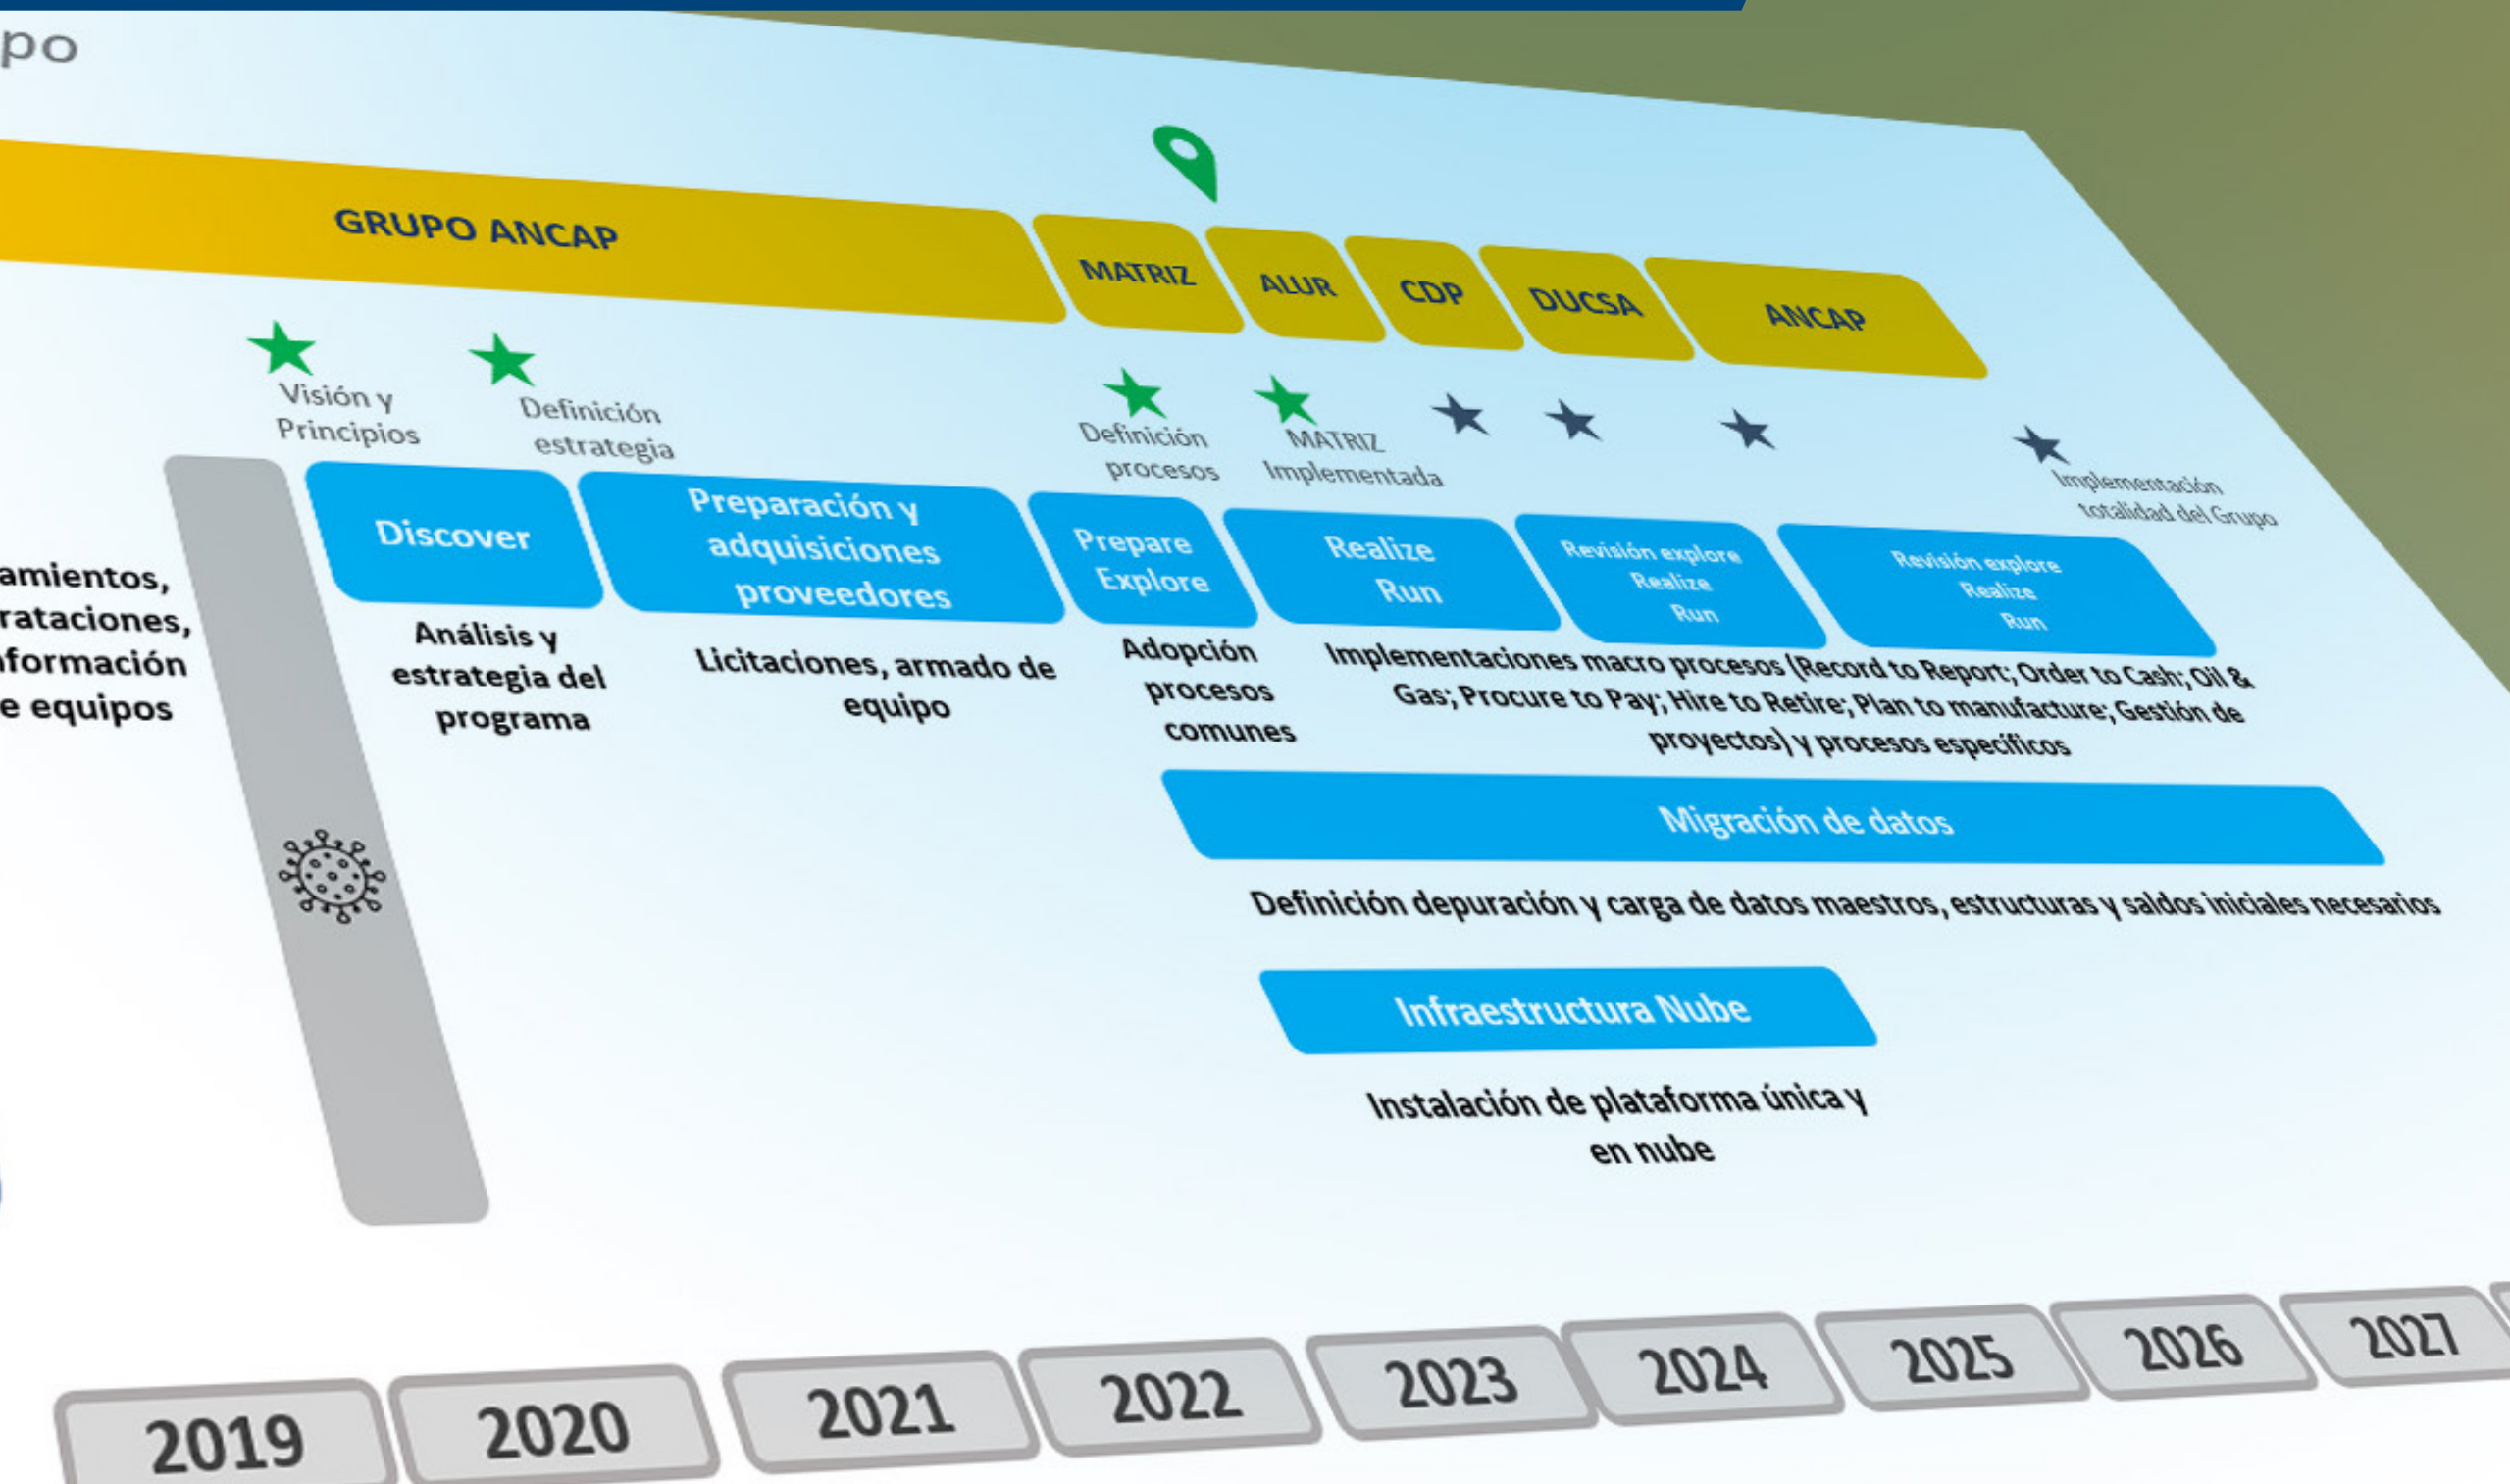 po
GRUPO ANCAP
MATRIZ
ALUR
CDP
DUCSA
ANCAP
Visión y
Principios
Definición
estrategia
Definición
procesos
MATRIZ
Implementada
Implementación
totalidad del Grupo
Discover
Preparación y
adquisiciones
proveedores
Prepare
Explore
Realize
Run
Revisión explore
Realize
Run
Revisión explore
Realize
Run
amientos,
rataciones,
nformación
e equipos
Análisis y
estrategia del
programa
Licitaciones, armado de
equipo
Adopción
procesos
comunes
Implementaciones macro procesos (Record to Report; Order to Cash; Oil &
Gas; Procure to Pay; Hire to Retire; Plan to manufacture; Gestión de
proyectos) y procesos específicos
Migración de datos
Definición depuración y carga de datos maestros, estructuras y saldos iniciales necesarios
Infraestructura Nube
Instalación de plataforma única y
en nube
2019
2020
2021
2022
2023
2024
2025
2026
2027